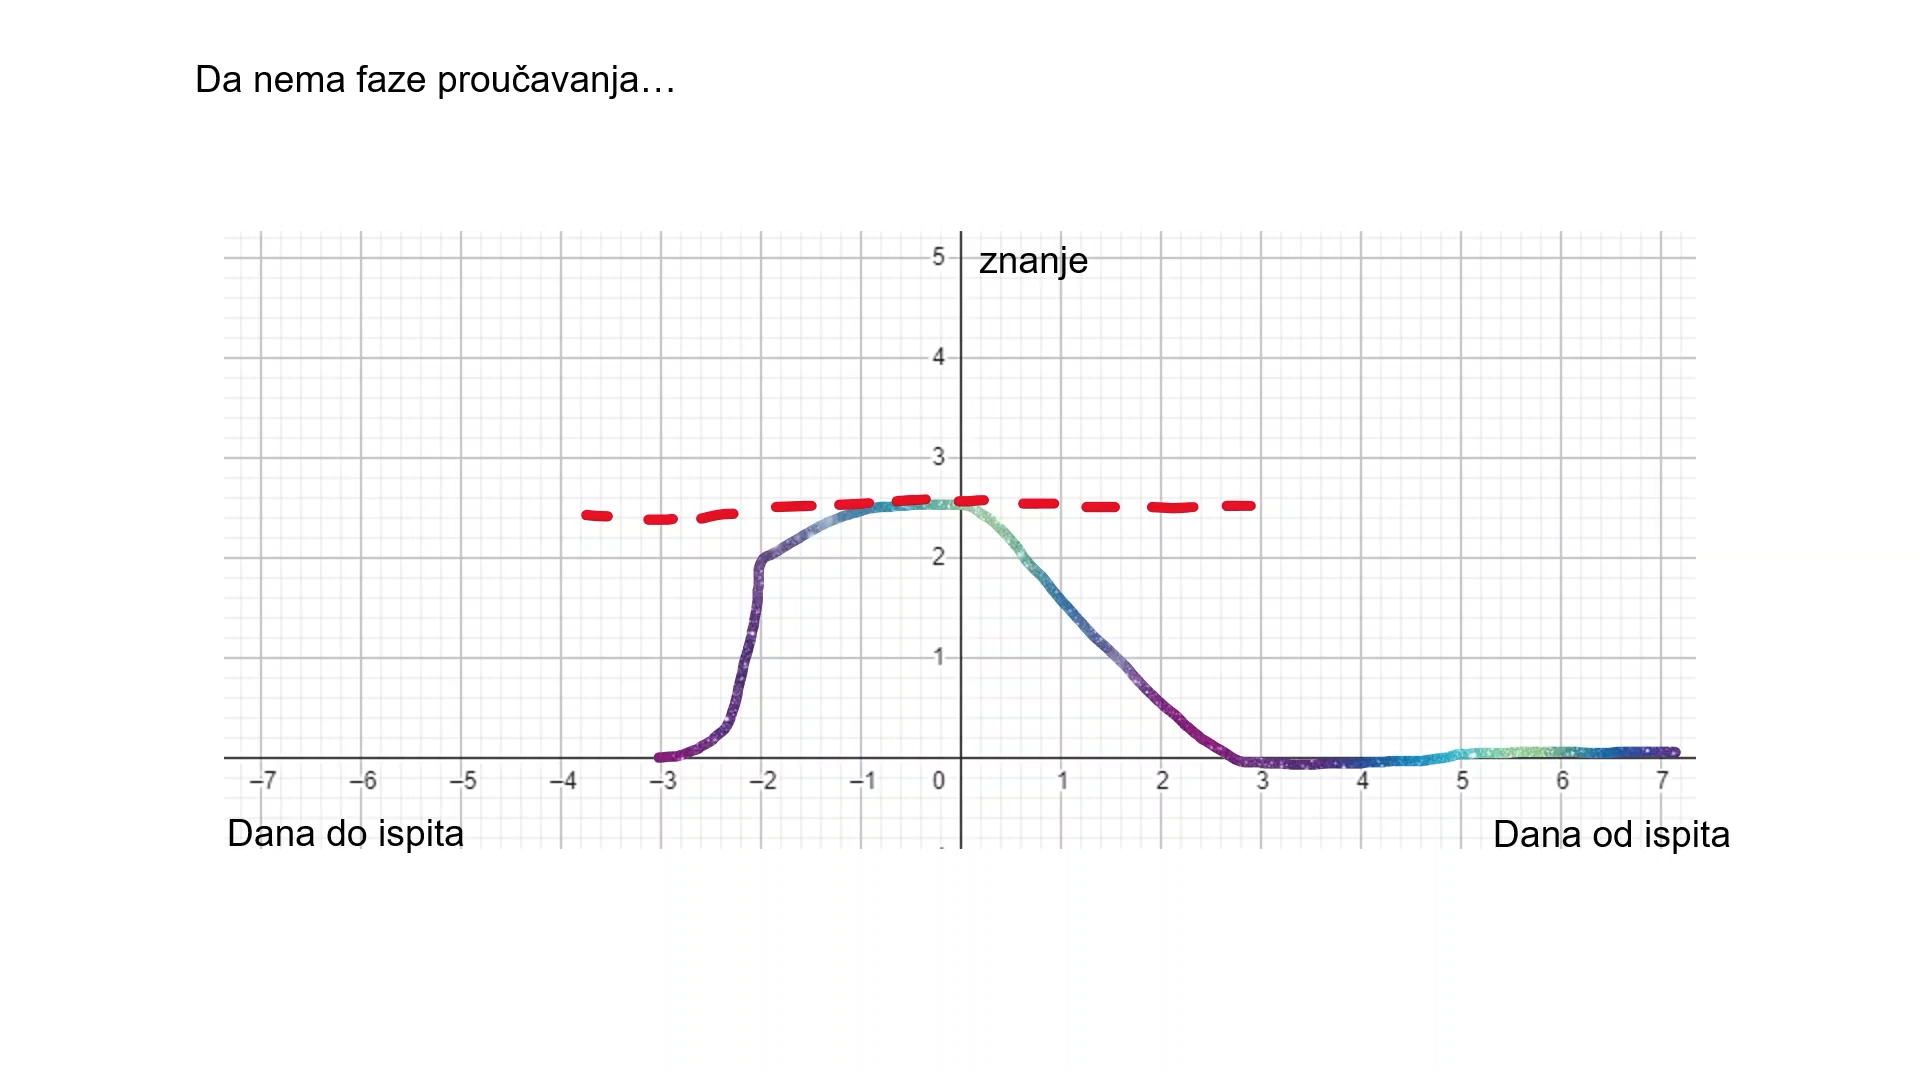 Da nema faze proučavanja…
5
znanje
4
3
2
1
–7 –6 –5 –4 –3 –2 –1 0 1 2 3 4 5 6 7
Dana do ispita
Dana od ispita